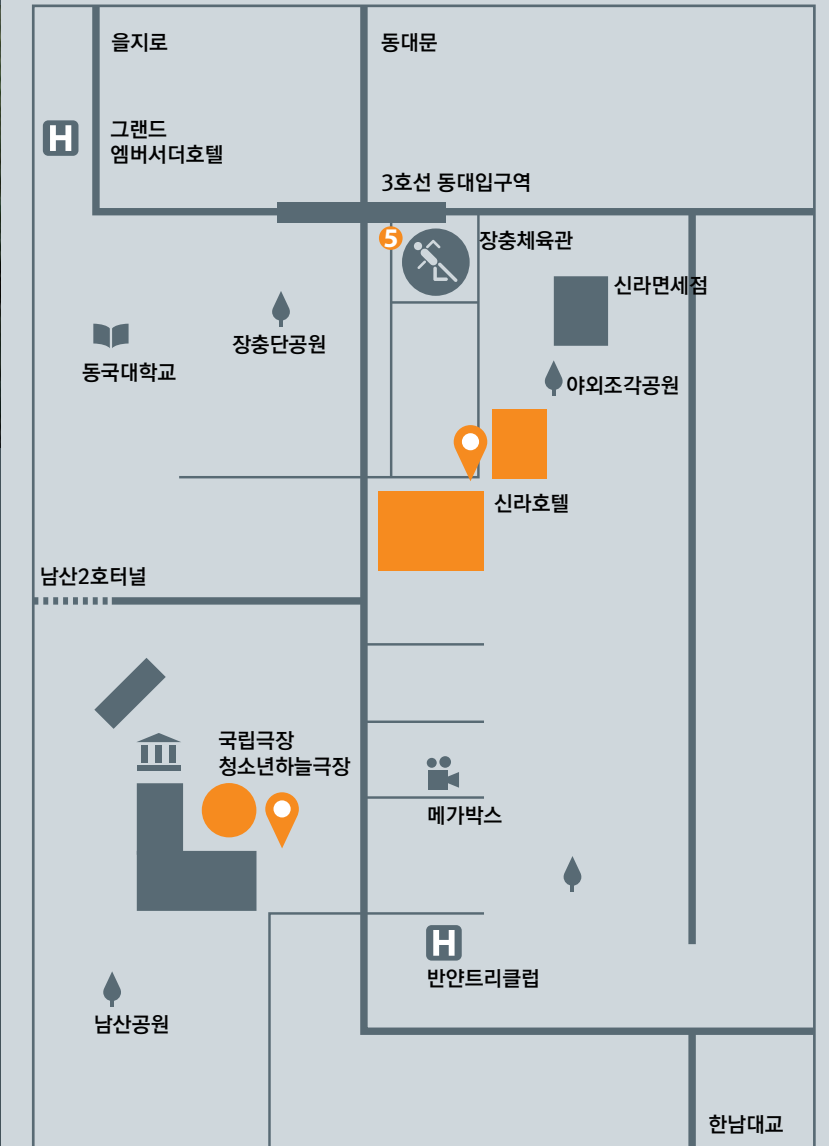 을지로
동대문
H
그랜드
엠버서더호텔
3호선 동대입구역
5
장충체육관
신라면세점
장충단공원
동국대학교
야외조각공원
신라호텔
남산2호터널
국립극장
청소년하늘극장
메가박스
H
반얀트리클럽
남산공원
한남대교